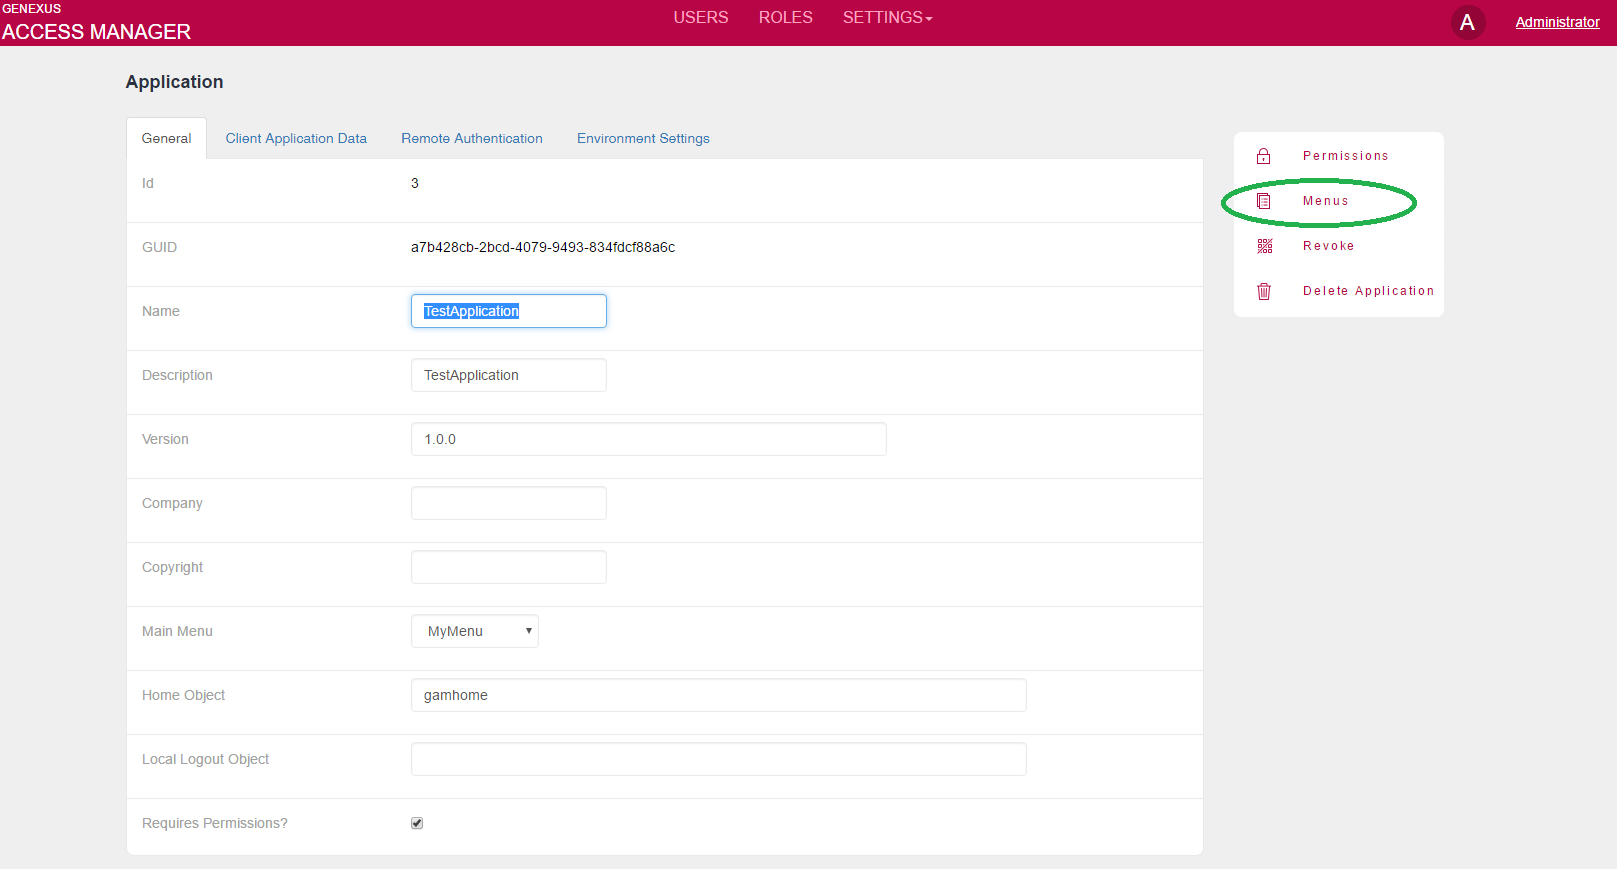 GENEXUS
ACCESS MANAGER
USERS ROLES SETTINGS
A Administrator
Application
General Client Application Data Remote Authentication Environment Settings
Id 3
GUID a7b428cb-2bcd-4079-9493-834fdcf88a6c
Name TestApplication
Description TestApplication
Version 1.0.0
Company
Copyright
Main Menu MyMenu
Home Object gamhome
Local Logout Object
Requires Permissions?
Permissions
Menus
Revoke
Delete Application